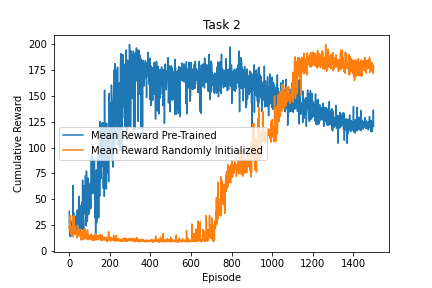 Task 2
Cumulative Reward
200
175
150
125
100
75
50
25
0
Mean Reward Pre-Trained
Mean Reward Randomly Initialized
0 200 400 600 800 1000 1200 1400
Episode